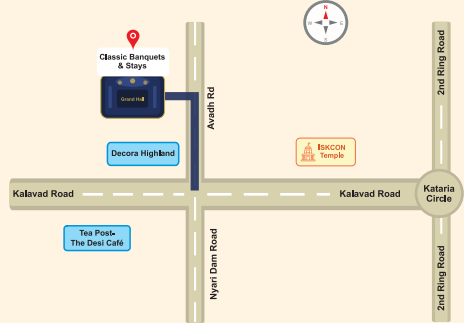 Classic Banquets
& Stays
Grand Hall
Avadh Rd
N
W
E
S
2nd Ring Road
Decora Highland
ISKCON
Temple
Kalavad Road
Kalavad Road
Kataria
Circle
Tea Post-
The Desi Café
Nyari Dam Road
2nd Ring Road